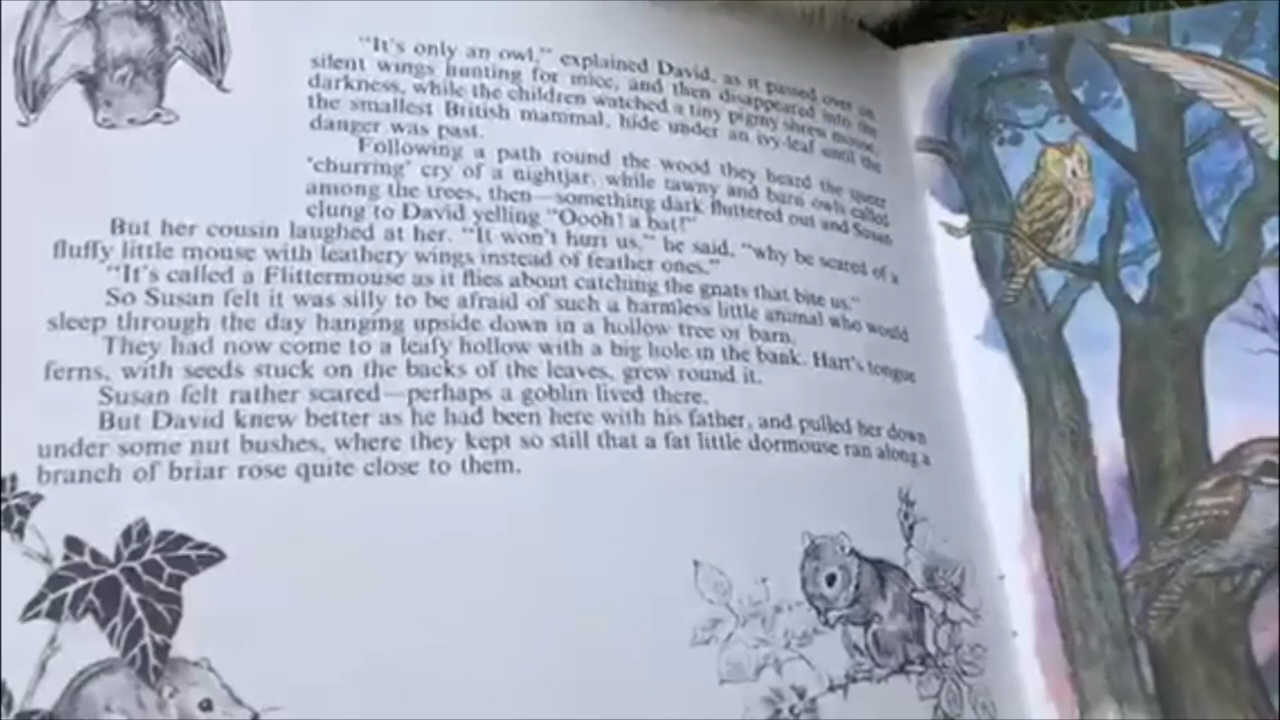 "It's only an owl," explained David, as it passed over on
silent wings hunting for mice, and then disappeared into the
darkness, while the children watched a tiny pigmy shrew mouse,
the smallest British mammal, hide under an ivy-leaf until the
danger was past.
Following a path round the wood they heard the queer
'churring' cry of a nightjar, while tawny and barn owls called
among the trees, then—something dark fluttered out and Susan
clung to David yelling "Oooh! a bat!"
But her cousin laughed at her. "It won't hurt us," he said, "why be scared of a
fluffy little mouse with leathery wings instead of feather ones."
"It's called a Flittermouse as it flies about catching the gnats that bite us."
So Susan felt it was silly to be afraid of such a harmless little animal who would
sleep through the day hanging upside down in a hollow tree or barn.
They had now come to a leafy hollow with a big hole in the bank. Hart's tongue
ferns, with seeds stuck on the backs of the leaves, grew round it.
Susan felt rather scared—perhaps a goblin lived there.
But David knew better as he had been here with his father, and pulled her down
under some nut bushes, where they kept so still that a fat little dormouse ran along a
branch of briar rose quite close to them.